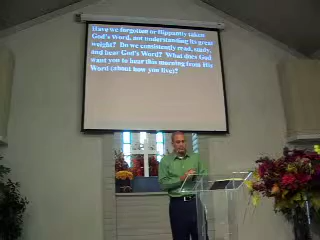 Have we forgotten or flippantly taken
God's Word, not understanding its great
weight? Do we consistently read, study,
and hear God's Word? What does God
want you to hear this morning from His
Word (about how you live)?